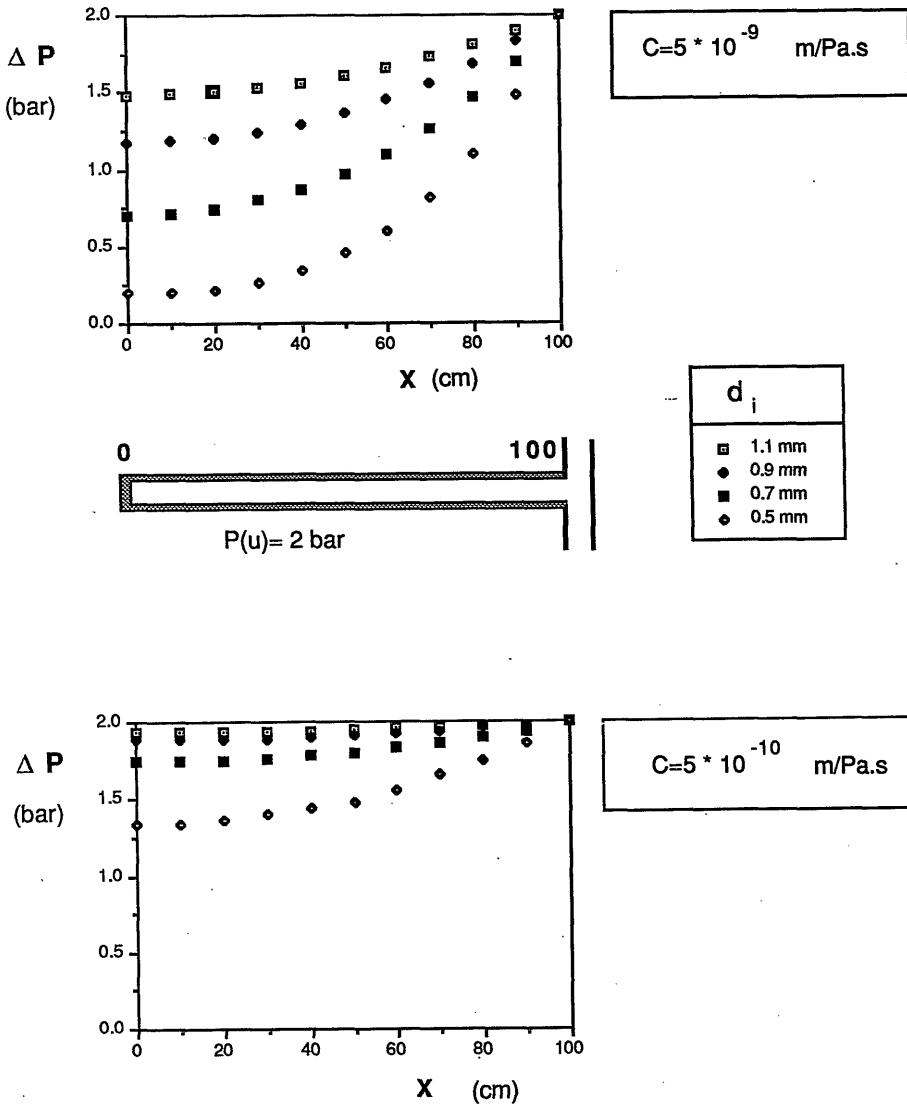 2.0
Δ P
(bar)
1.5
1.0
0.5
0.0
0 20 40 60 80 100
X (cm)
C=5 * 10 -9 m/Pa.s
d i
1.1 mm
0.9 mm
0.7 mm
0.5 mm
0 100
P(u)= 2 bar
2.0
Δ P
(bar)
1.5
1.0
0.5
0.0
0 20 40 60 80 100
X (cm)
C=5 * 10 -10 m/Pa.s